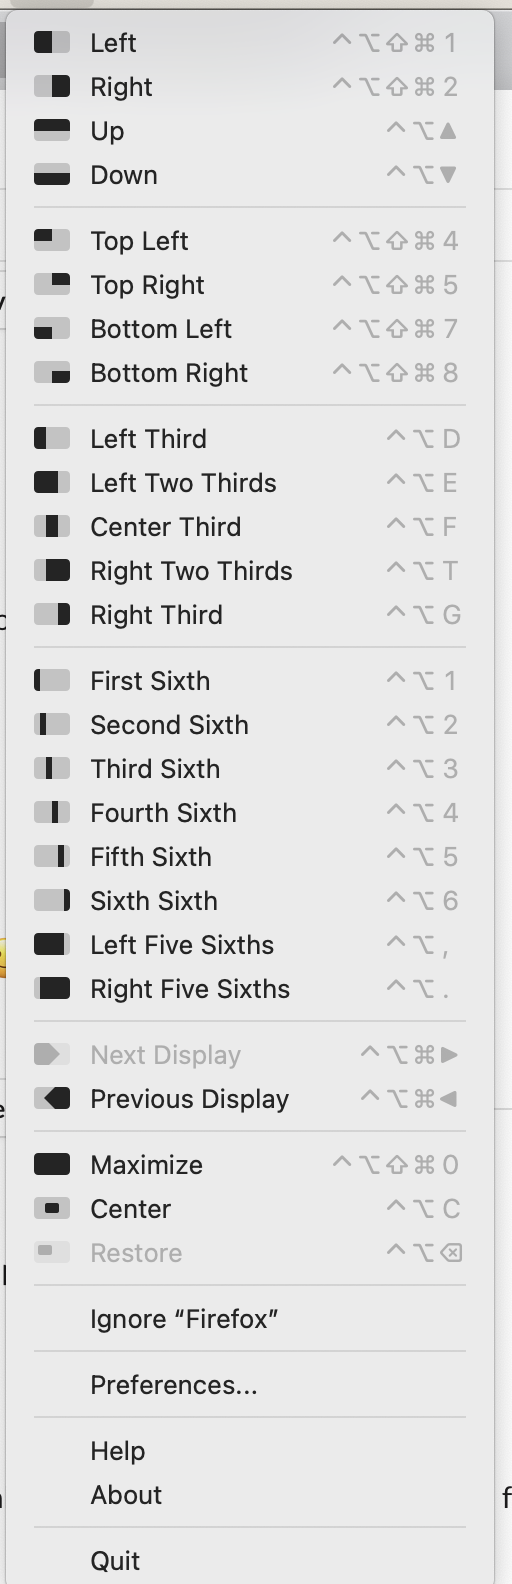 Left ⌃⌥⇧⌘ 1
Right ⌃⌥⇧⌘ 2
Up ⌃⌥▲
Down ⌃⌥▼
Top Left ⌃⌥⇧⌘ 4
Top Right ⌃⌥⇧⌘ 5
Bottom Left ⌃⌥⇧⌘ 7
Bottom Right ⌃⌥⇧⌘ 8
Left Third ⌃⌥ D
Left Two Thirds ⌃⌥ E
Center Third ⌃⌥ F
Right Two Thirds ⌃⌥ T
Right Third ⌃⌥ G
First Sixth ⌃⌥ 1
Second Sixth ⌃⌥ 2
Third Sixth ⌃⌥ 3
Fourth Sixth ⌃⌥ 4
Fifth Sixth ⌃⌥ 5
Sixth Sixth ⌃⌥ 6
Left Five Sixths ⌃⌥ ,
Right Five Sixths ⌃⌥ .
Next Display ⌃⌥⌘▶
Previous Display ⌃⌥⌘◀
Maximize ⌃⌥⇧⌘ 0
Center ⌃⌥ C
Restore ⌃⌥⌫
Ignore “Firefox”
Preferences...
Help
About
Quit